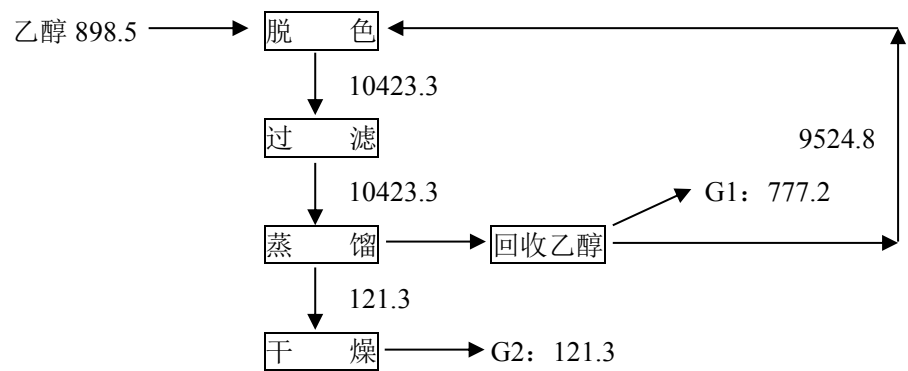 乙醇 898.5
脱 色
10423.3
过 滤
9524.8
10423.3
G1：777.2
蒸 馏
回收乙醇
121.3
干 燥
G2：121.3